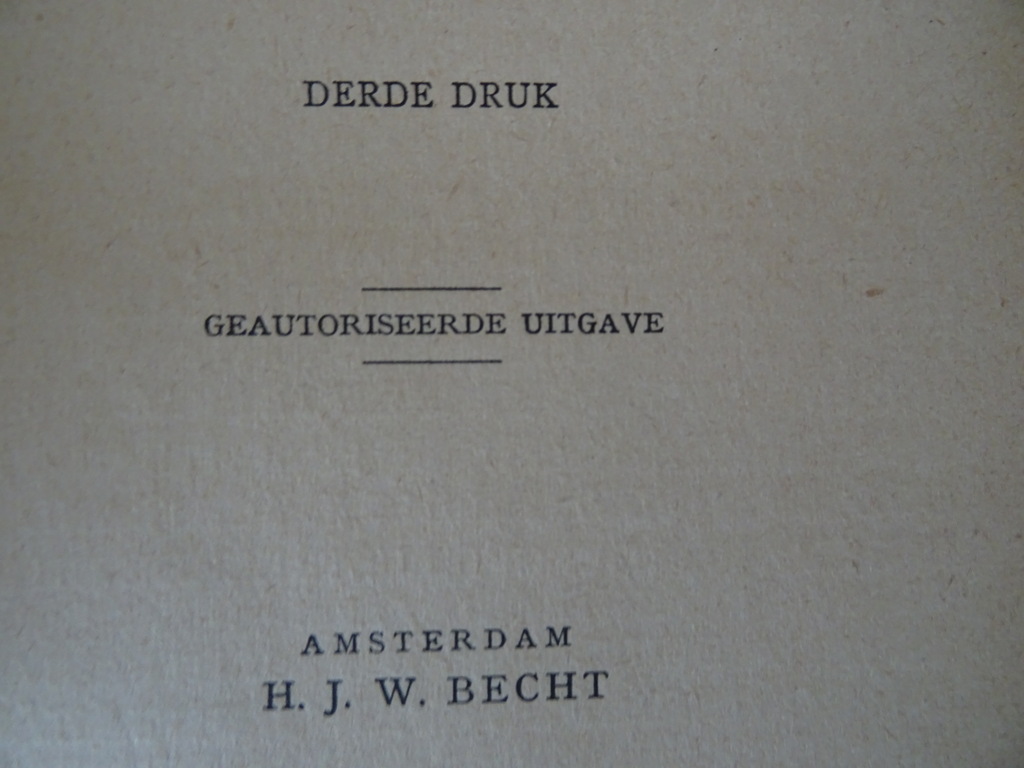 DERDE DRUK
GEAUTORISEERDE UITGAVE
AMSTERDAM
H. J. W. BECHT